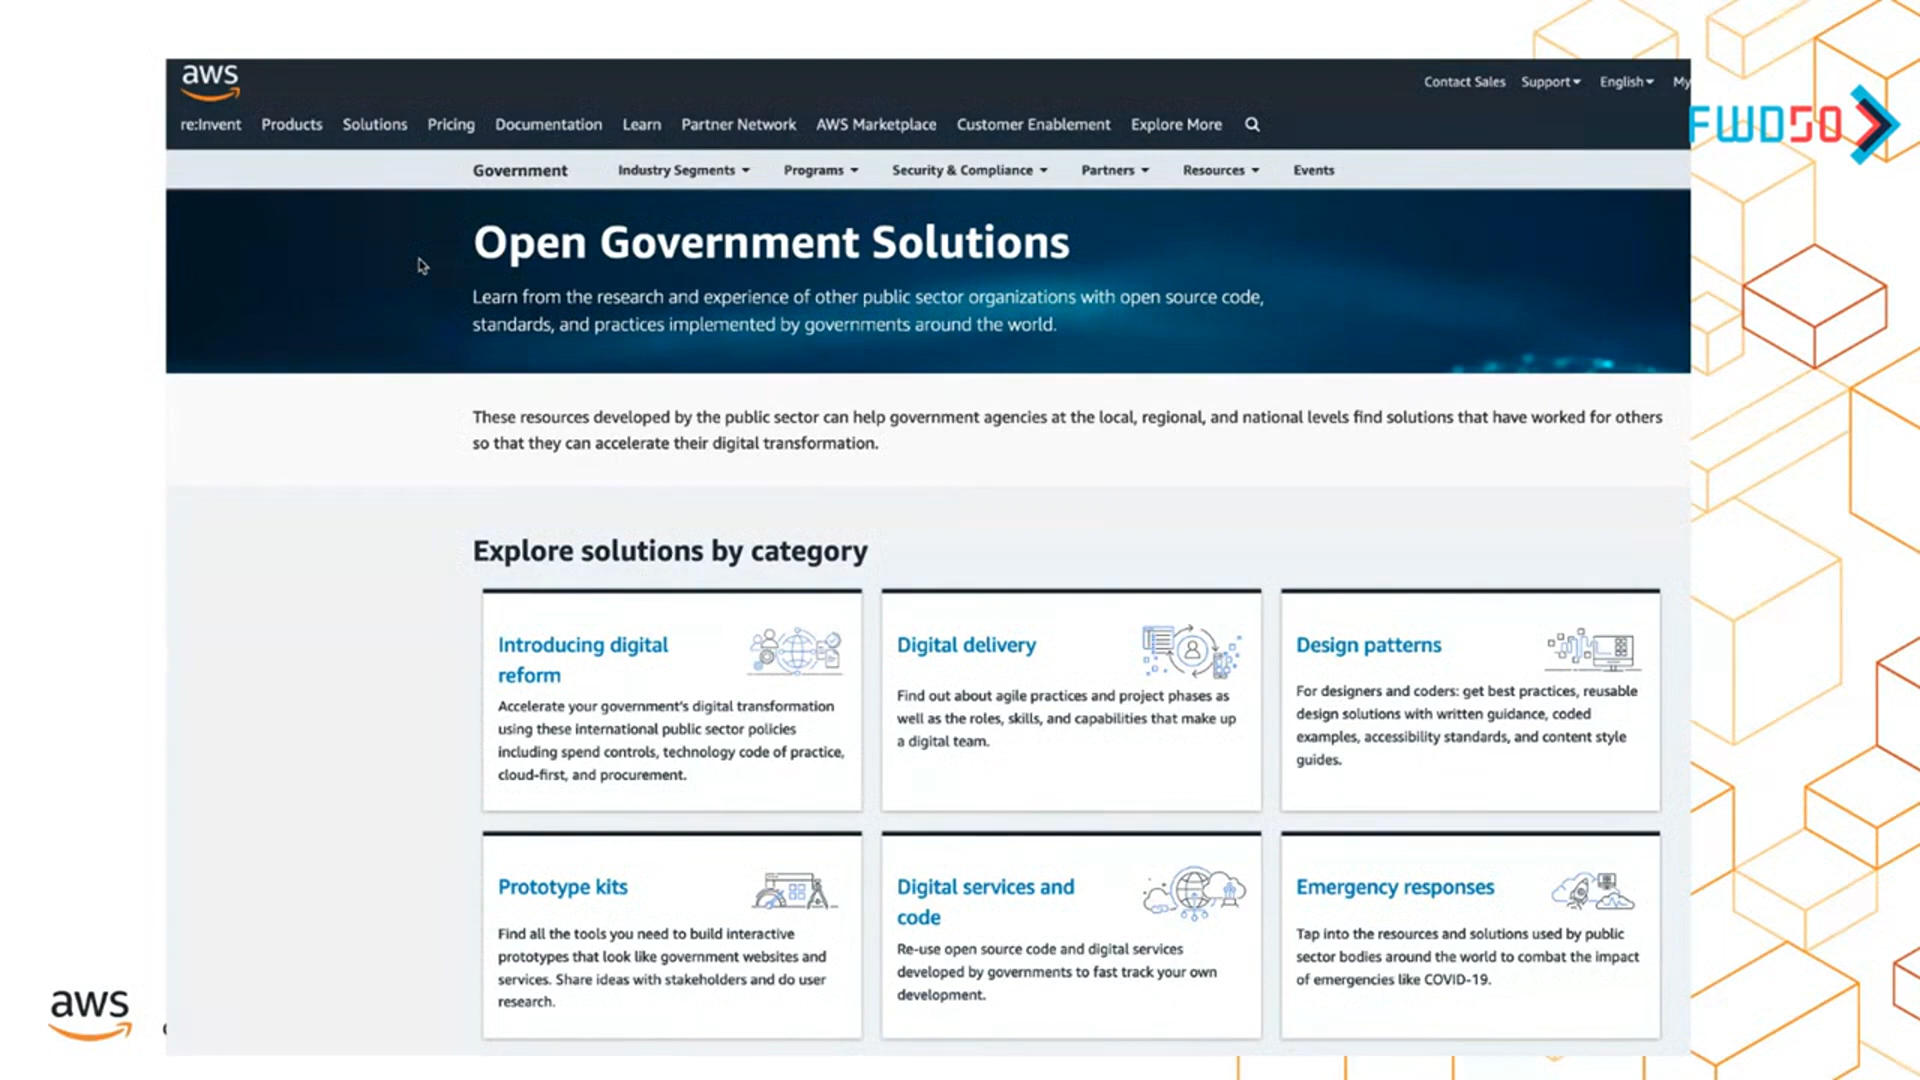 aws
Contact Sales Support English My
re:Invent Products Solutions Pricing Documentation Learn Partner Network AWS Marketplace Customer Enablement Explore More
FWD50
Government Industry Segments Programs Security & Compliance Partners Resources Events
Open Government Solutions
Learn from the research and experience of other public sector organizations with open source code,
standards, and practices implemented by governments around the world.
These resources developed by the public sector can help government agencies at the local, regional, and national levels find solutions that have worked for others
so that they can accelerate their digital transformation.
Explore solutions by category
Introducing digital
reform
Accelerate your government's digital transformation
using these international public sector policies
including spend controls, technology code of practice,
cloud-first, and procurement.
Digital delivery
Find out about agile practices and project phases as
well as the roles, skills, and capabilities that make up
a digital team.
Design patterns
For designers and coders: get best practices, reusable
design solutions with written guidance, coded
examples, accessibility standards, and content style
guides.
Prototype kits
Find all the tools you need to build interactive
prototypes that look like government websites and
services. Share ideas with stakeholders and do user
research.
Digital services and
code
Re-use open source code and digital services
developed by governments to fast track your own
development.
Emergency responses
Tap into the resources and solutions used by public
sector bodies around the world to combat the impact
of emergencies like COVID-19.
aws